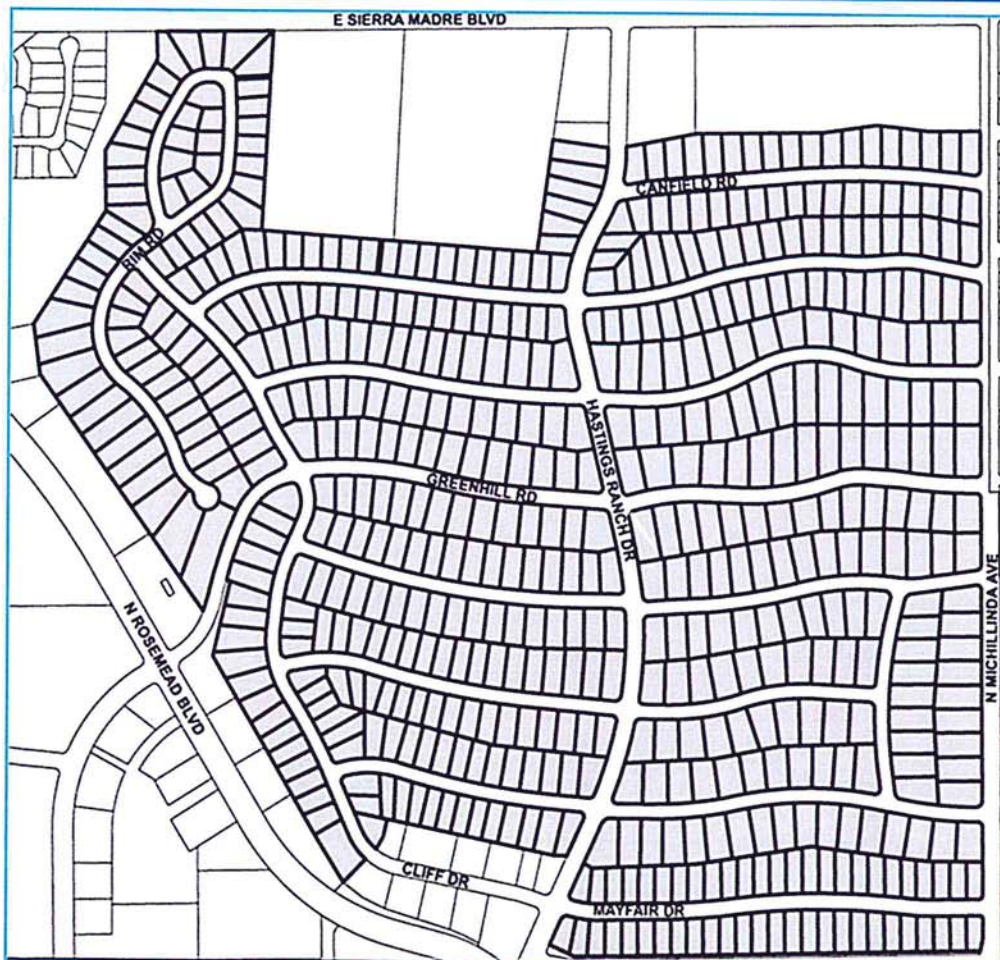 E SIERRA MADRE BLVD
CANFIELD RD
RIM RD
HASTINGS RANCH DR
GREENHILL RD
N MICHILLINDA AVE
N ROSEMEAD BLVD
CLIFF DR
MAYFAIR DR